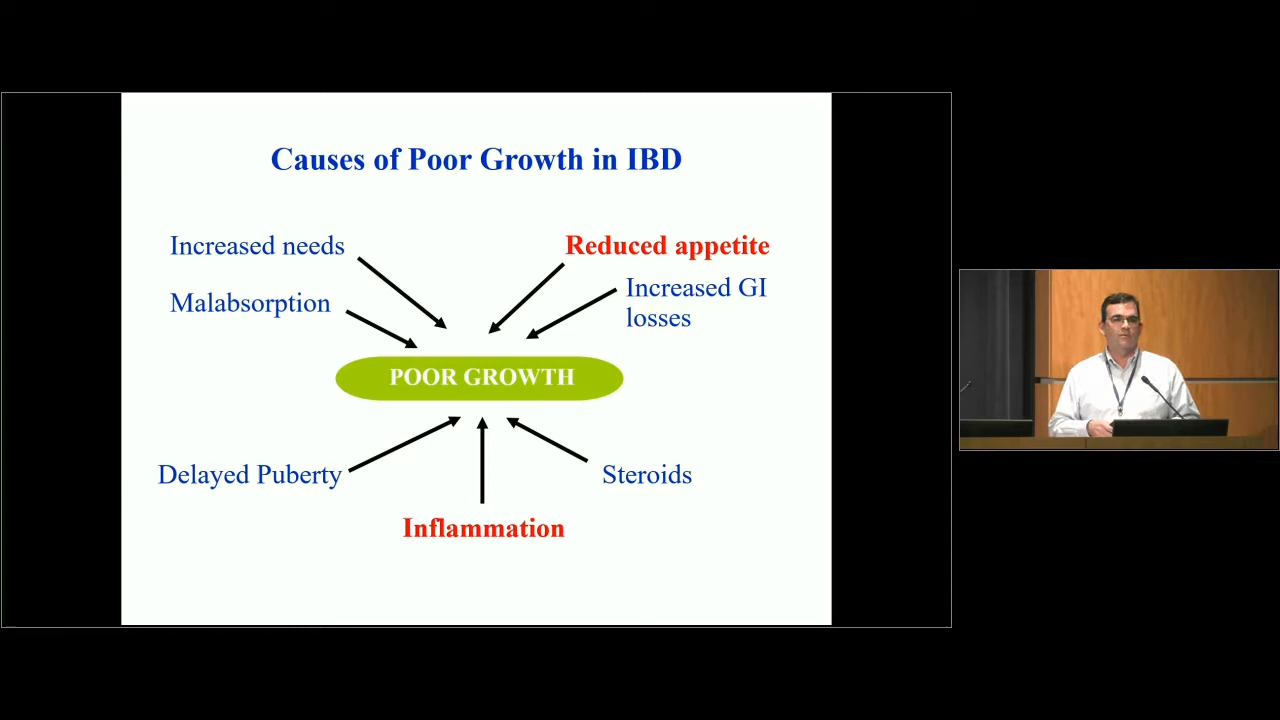 Causes of Poor Growth in IBD
Increased needs
Reduced appetite
Malabsorption
Increased GI
losses
POOR GROWTH
Delayed Puberty
Steroids
Inflammation